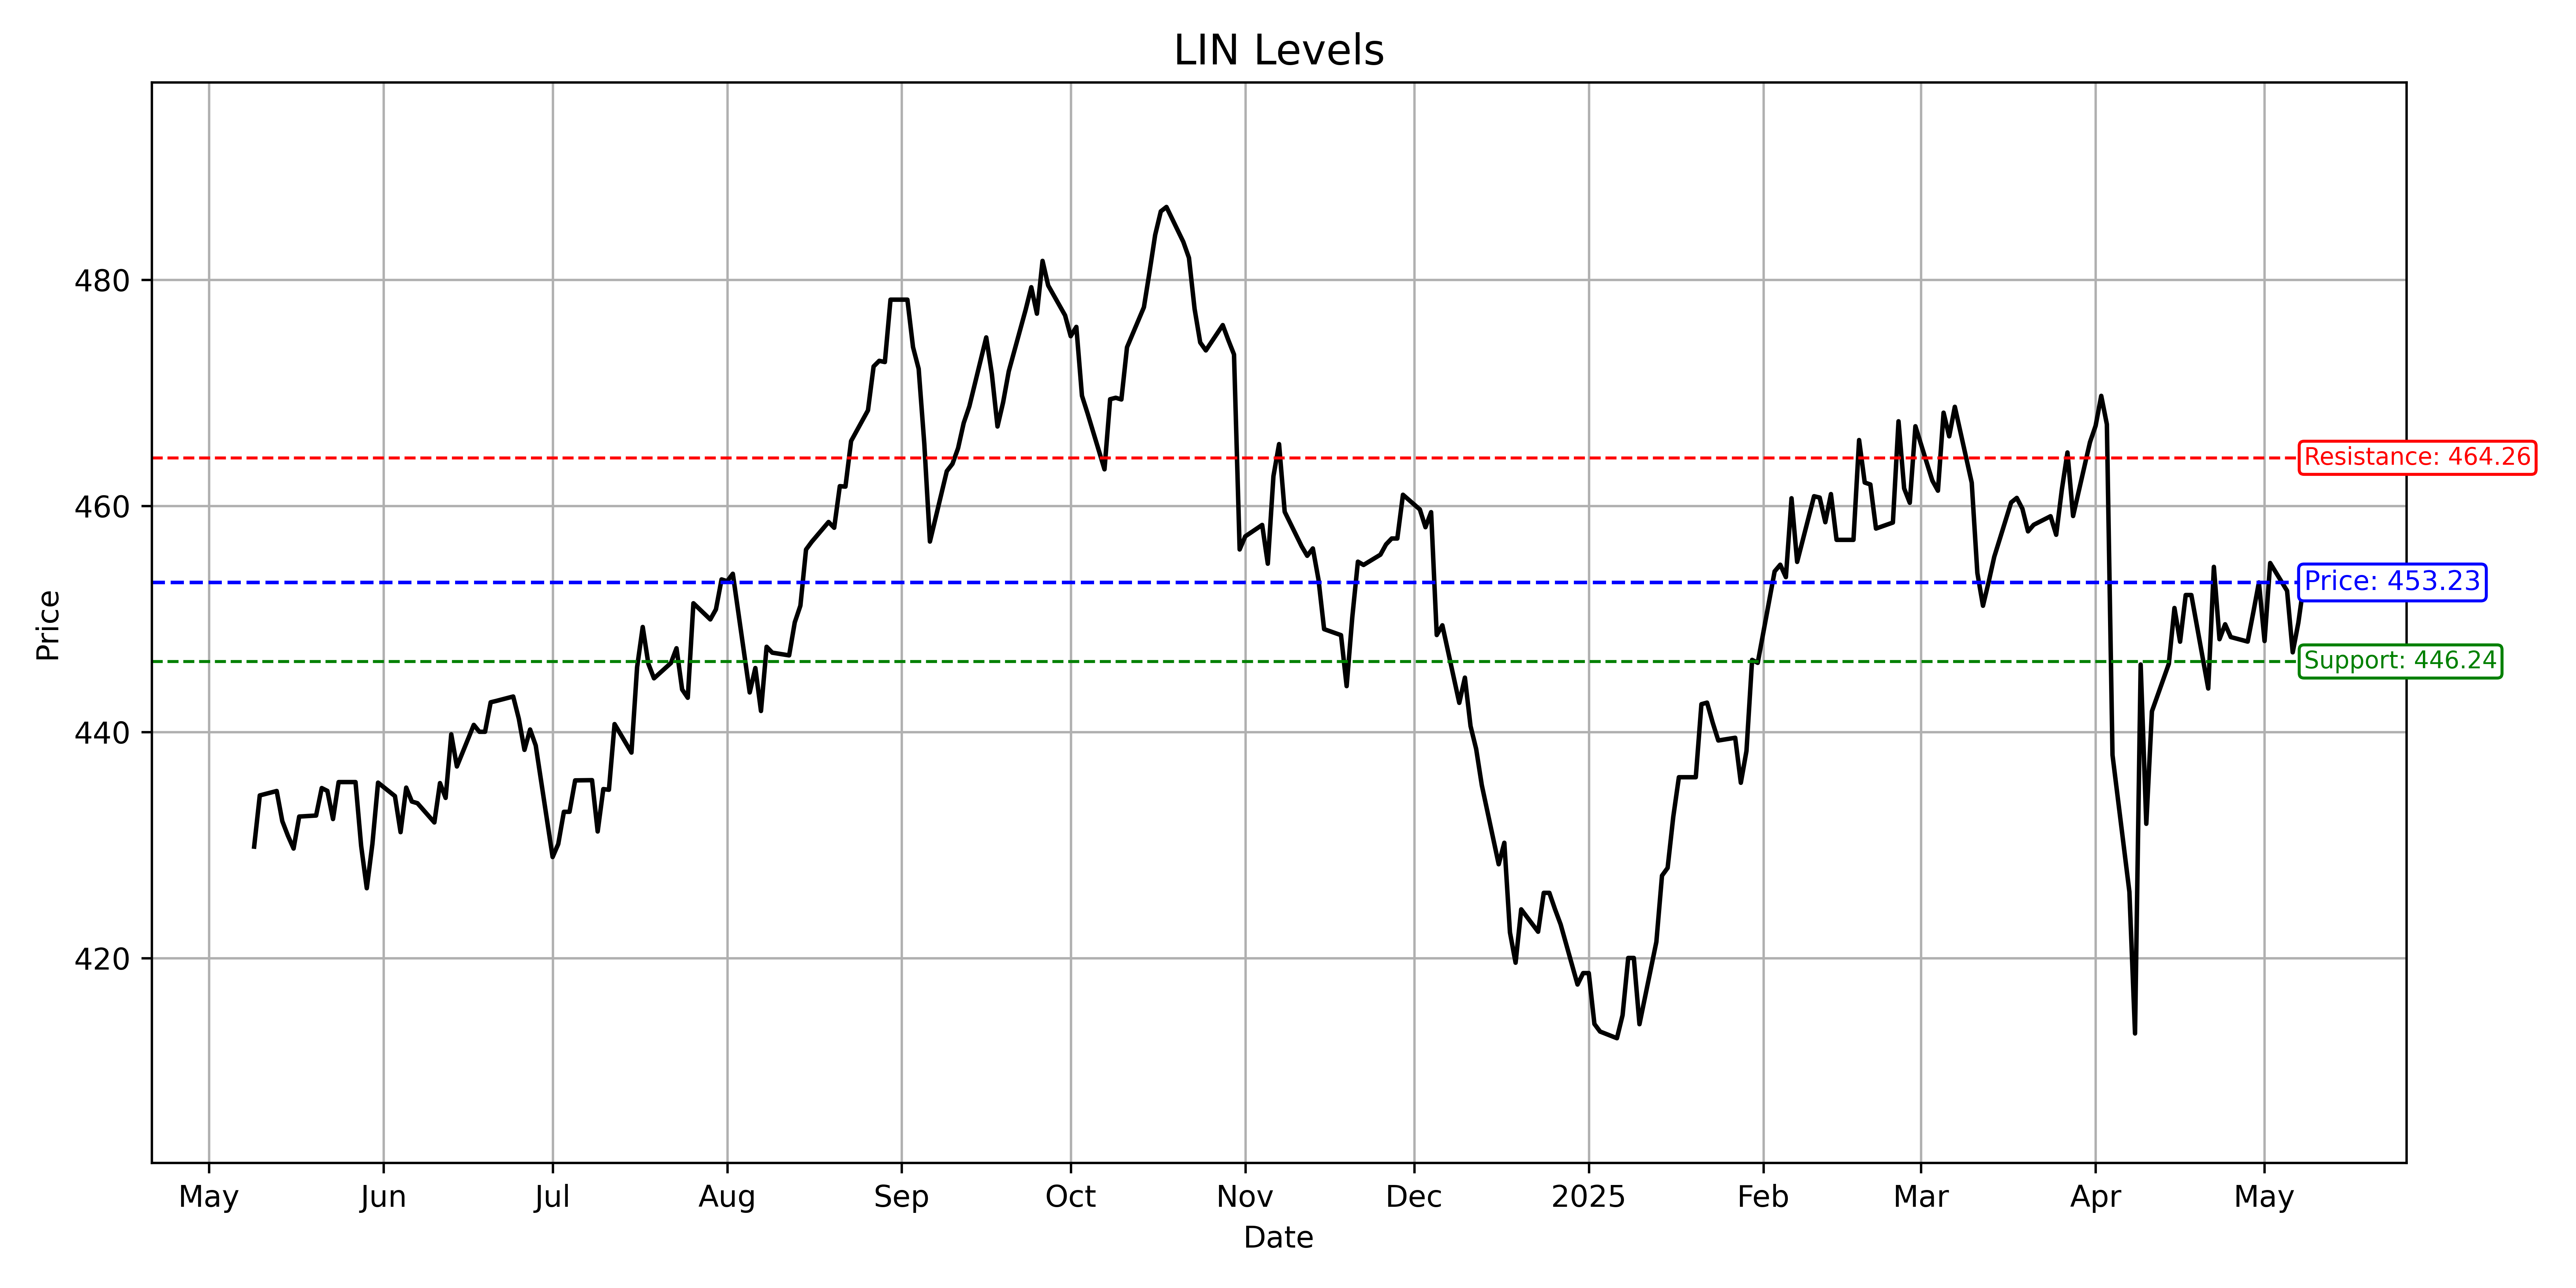 LIN Levels
480
460
440
420
Price
Resistance: 464.26
Price: 453.23
Support: 446.24
May Jun Jul Aug Sep Oct Nov Dec 2025 Feb Mar Apr May
Date